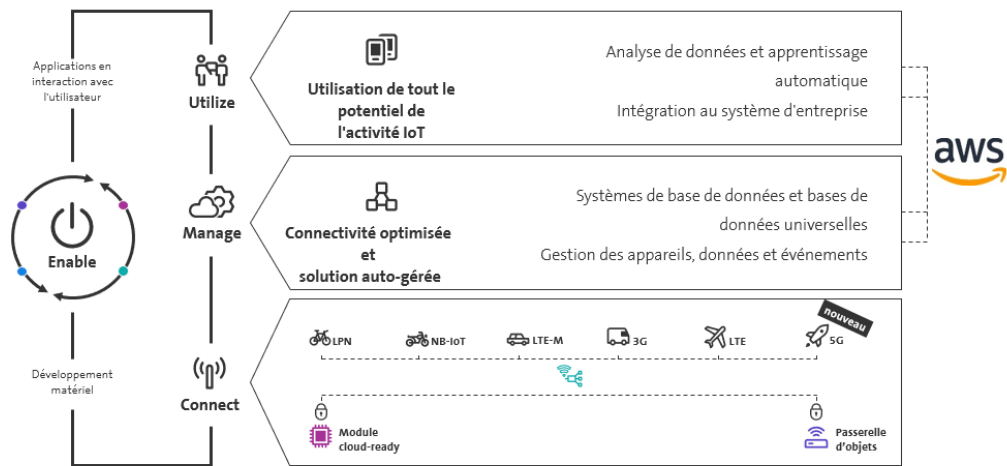 Applications en
interaction avec
l'utilisateur
Utilize
Utilisation de tout le
potentiel de
l'activité IoT
Analyse de données et apprentissage
automatique
Intégration au système d'entreprise
aws
Enable
Manage
Connectivité optimisée
et
solution auto-gérée
Systèmes de base de données et bases de
données universelles
Gestion des appareils, données et événements
Développement
matériel
Connect
nouveau
LPN
NB-IoT
LTE-M
3G
LTE
5G
Module
cloud-ready
Passerelle
d'objets